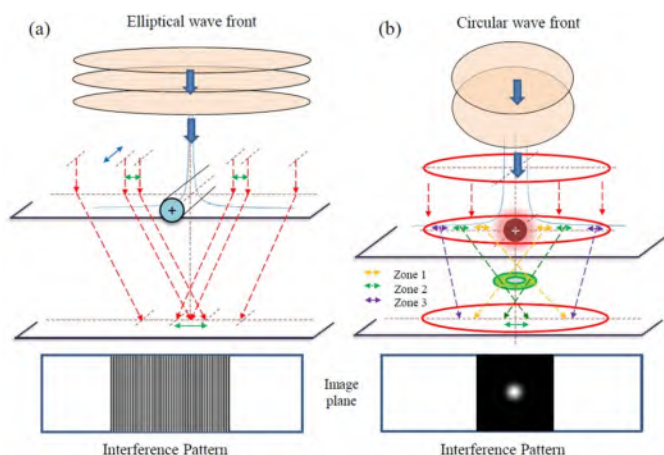 (a)
Elliptical wave front
+
Interference Pattern
(b)
Circular wave front
+
Zone 1
Zone 2
Zone 3
Image
plane
Interference Pattern